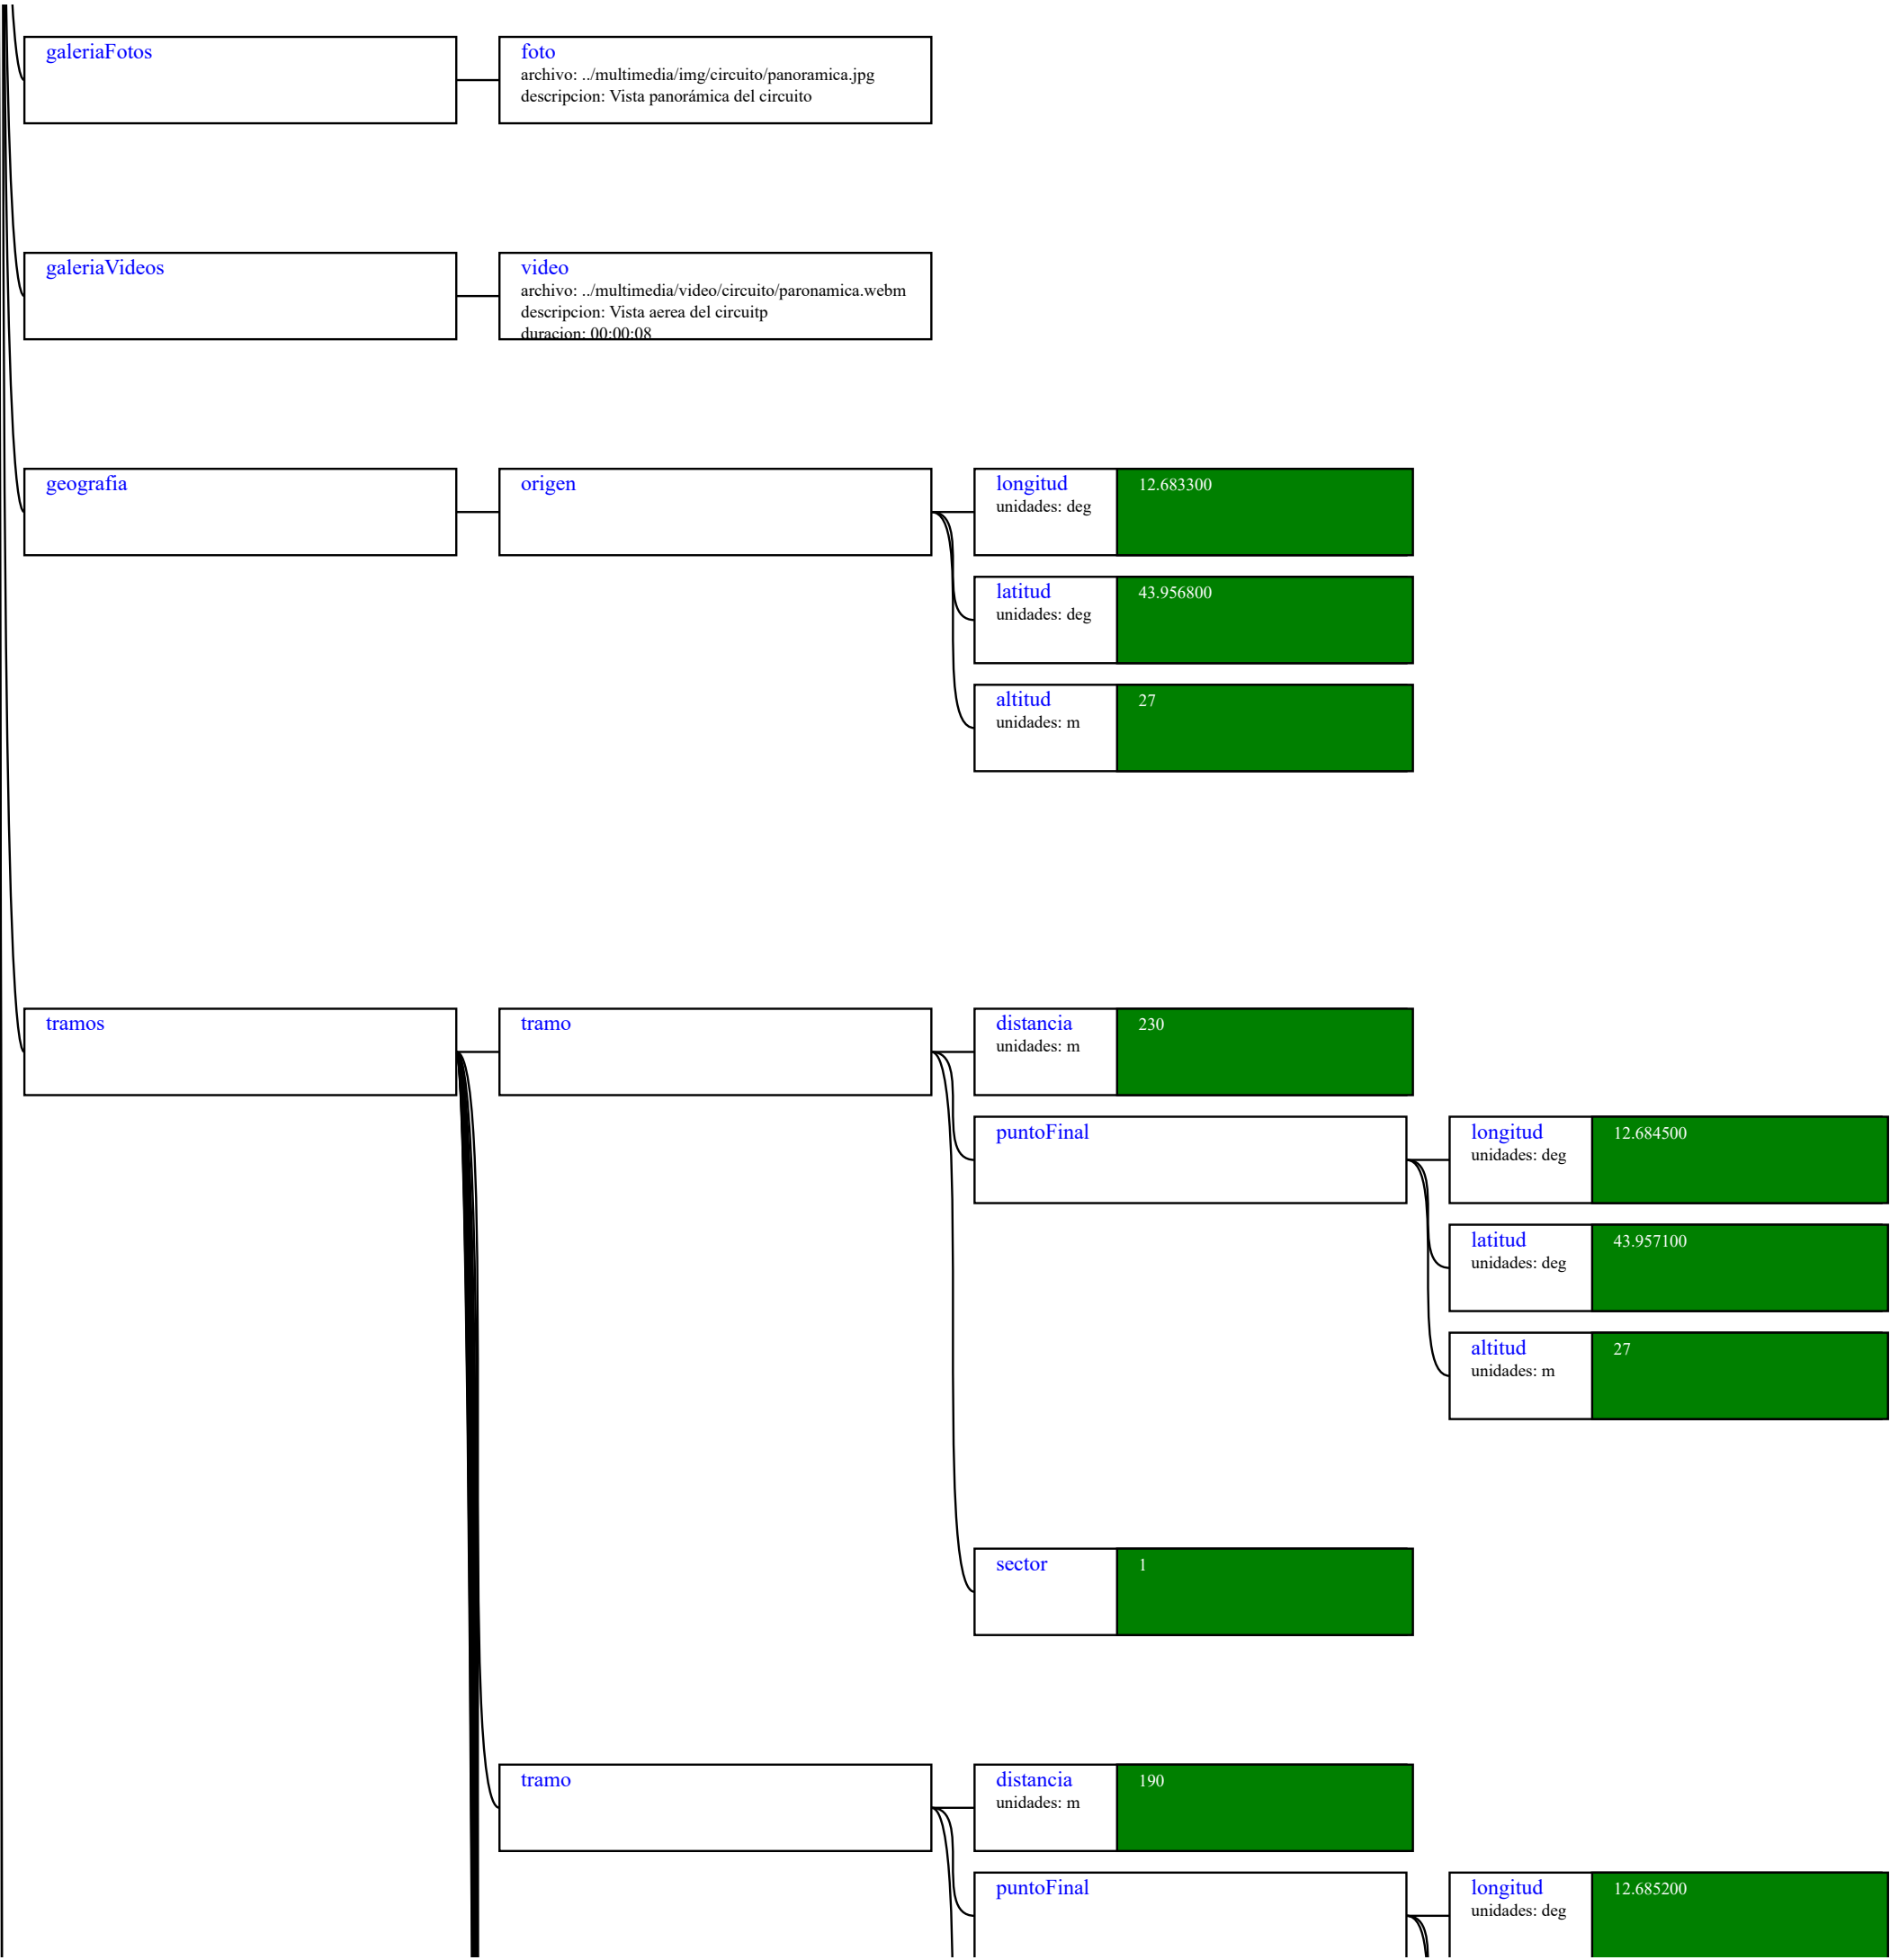 galeriaFotos
foto
archivo: ../multimedia/img/circuito/panoramica.jpg
descripcion: Vista panorámica del circuito
galeriaVideos
video
archivo: ../multimedia/video/circuito/paronamica.webm
descripcion: Vista aerea del circuitp
duracion: 00:00:08
geografia
origen
longitud
unidades: deg
12.683300
latitud
unidades: deg
43.956800
altitud
unidades: m
27
tramos
tramo
distancia
unidades: m
230
puntoFinal
longitud
unidades: deg
12.684500
latitud
unidades: deg
43.957100
altitud
unidades: m
27
sector
1
tramo
distancia
unidades: m
190
puntoFinal
longitud
unidades: deg
12.685200